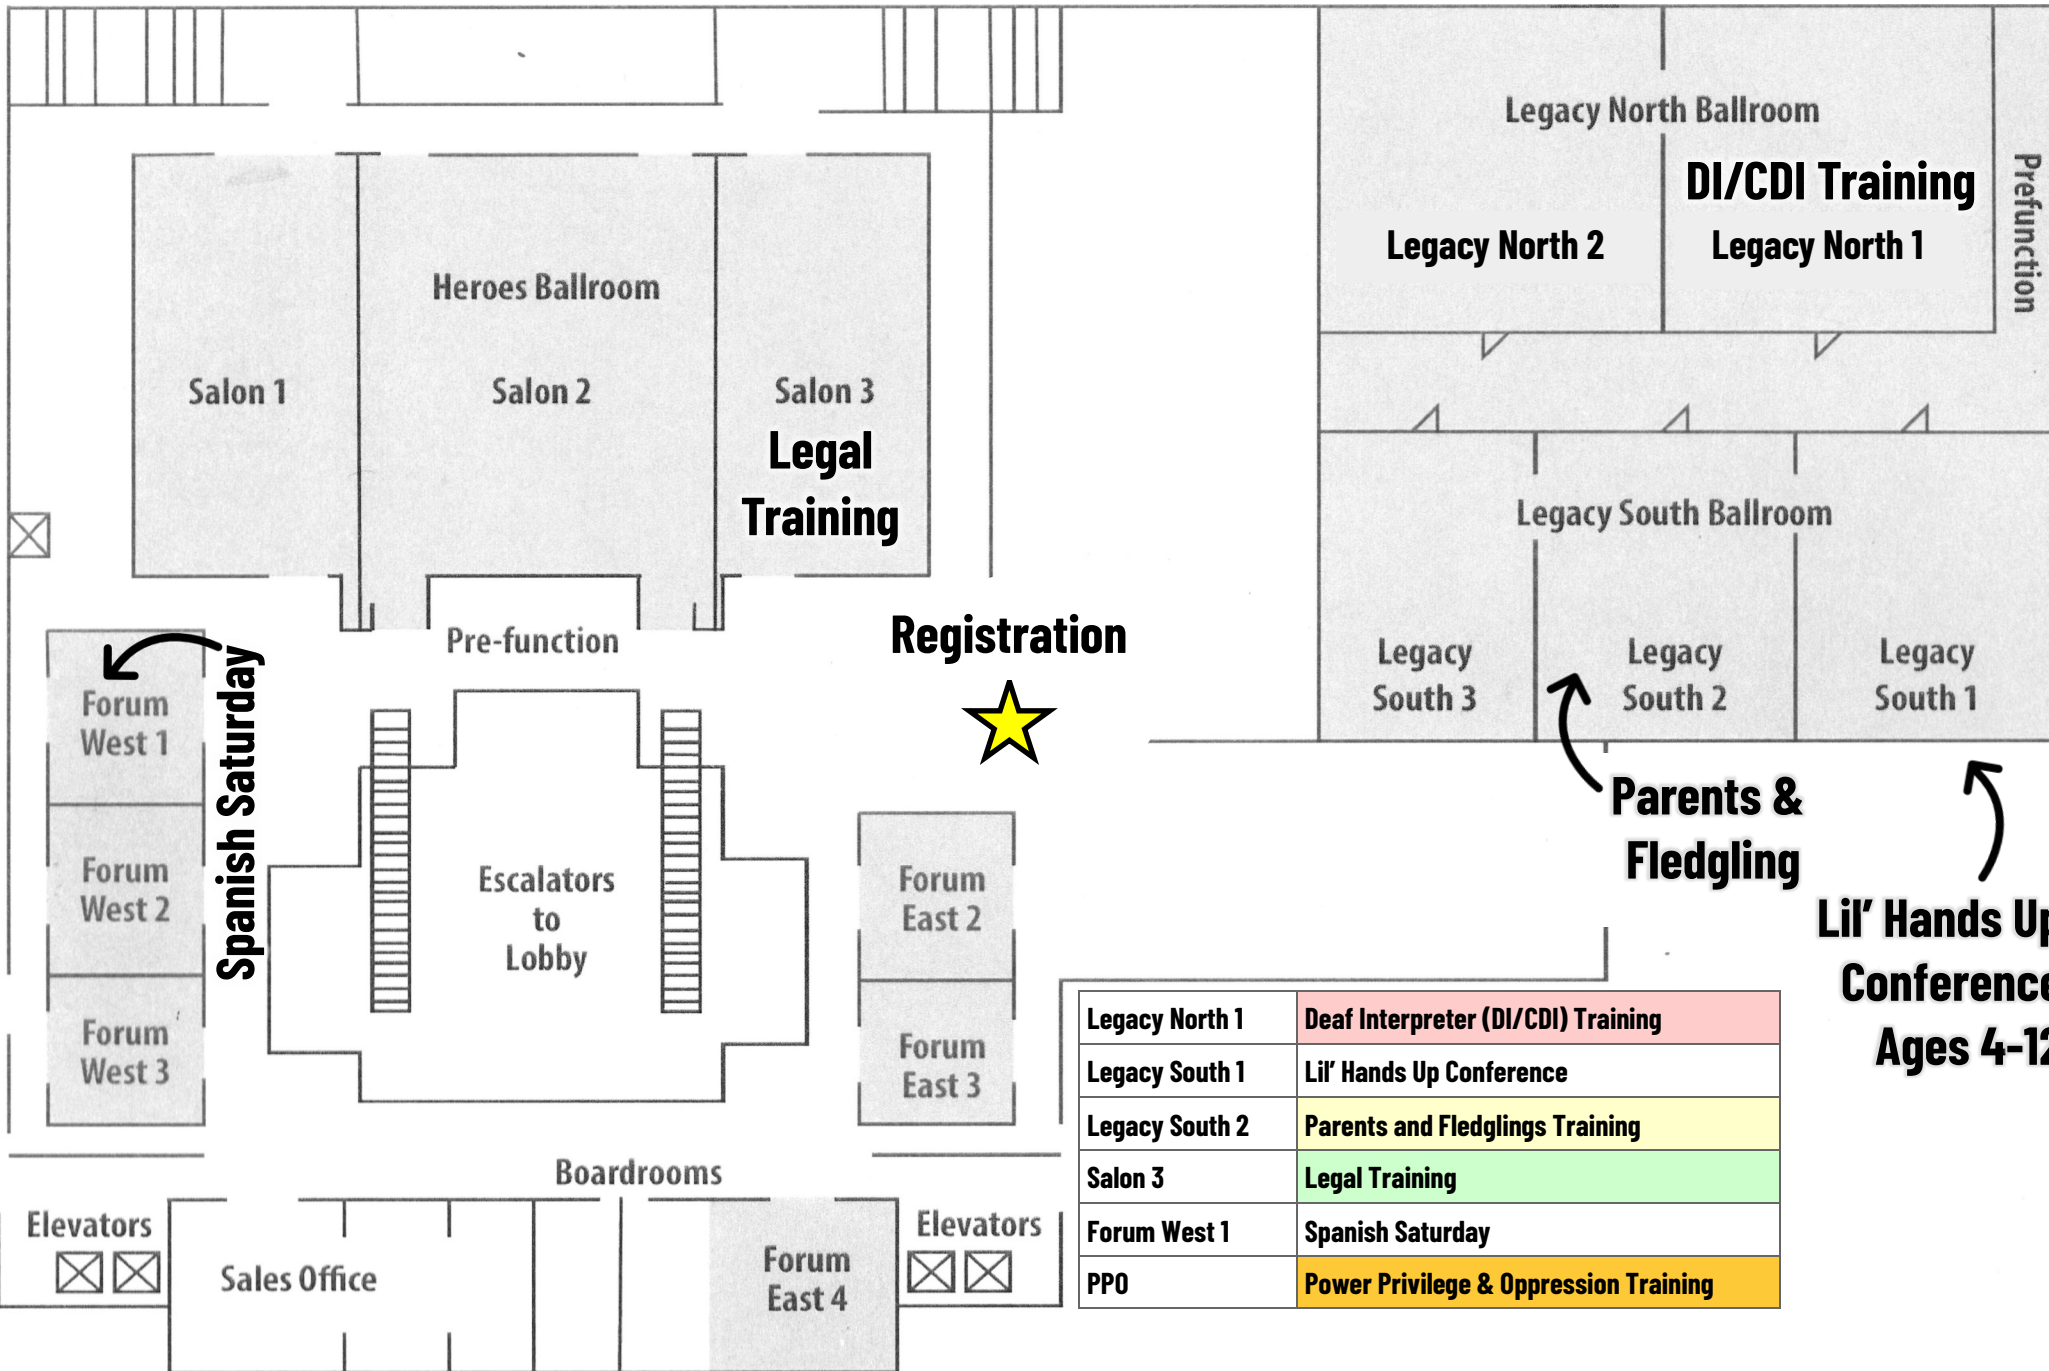 Legacy North Ballroom
DI/CDI Training
Legacy North 2
Legacy North 1
Prefunction
Heroes Ballroom
Salon 1
Salon 2
Salon 3
Legal
Training
Legacy South Ballroom
Registration
Pre-function
Legacy
South 3
Legacy
South 2
Legacy
South 1
Spanish Saturday
Forum
West 1
Forum
West 2
Forum
West 3
Escalators
to
Lobby
Forum
East 2
Forum
East 3
Parents &
Fledgling
Lil' Hands Up
Conference
Ages 4-12
Legacy North 1 Deaf Interpreter (DI/CDI) Training
Legacy South 1 Lil' Hands Up Conference
Legacy South 2 Parents and Fledglings Training
Salon 3 Legal Training
Forum West 1 Spanish Saturday
PPO Power Privilege & Oppression Training
Boardrooms
Elevators
Sales Office
Forum
East 4
Elevators